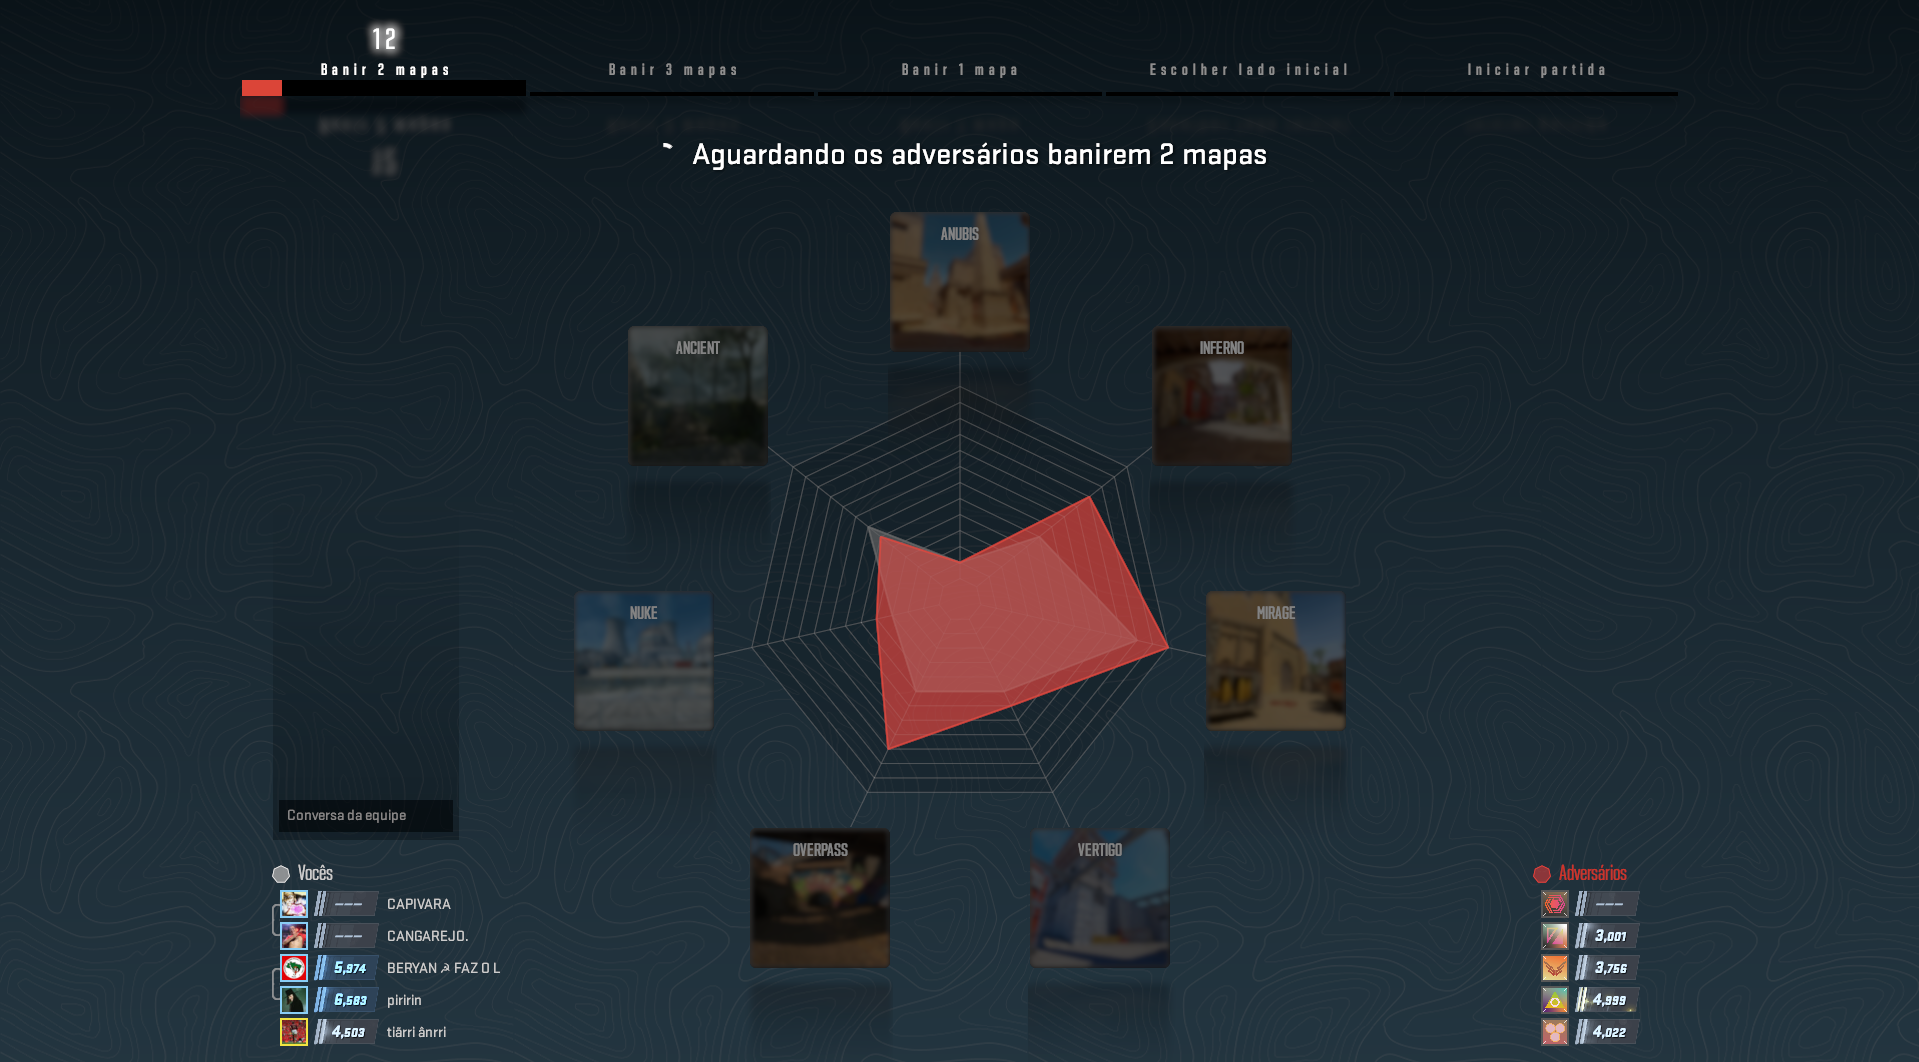 12
Banir 2 mapas
Banir 3 mapas
Banir 1 mapa
Escolher lado inicial
Iniciar partida
Aguardando os adversários banirem 2 mapas
ANUBIS
ANCIENT
INFERNO
NUKE
MIRAGE
OVERPASS
VERTIGO
Conversa da equipe
Vocês
--- CAPIVARA
--- CANGAREJO.
5,974 BERYAN ☭ FAZ O L
6,583 piririn
4,503 tiãrri ânrri
Adversários
---
3,001
3,756
4,999
4,022